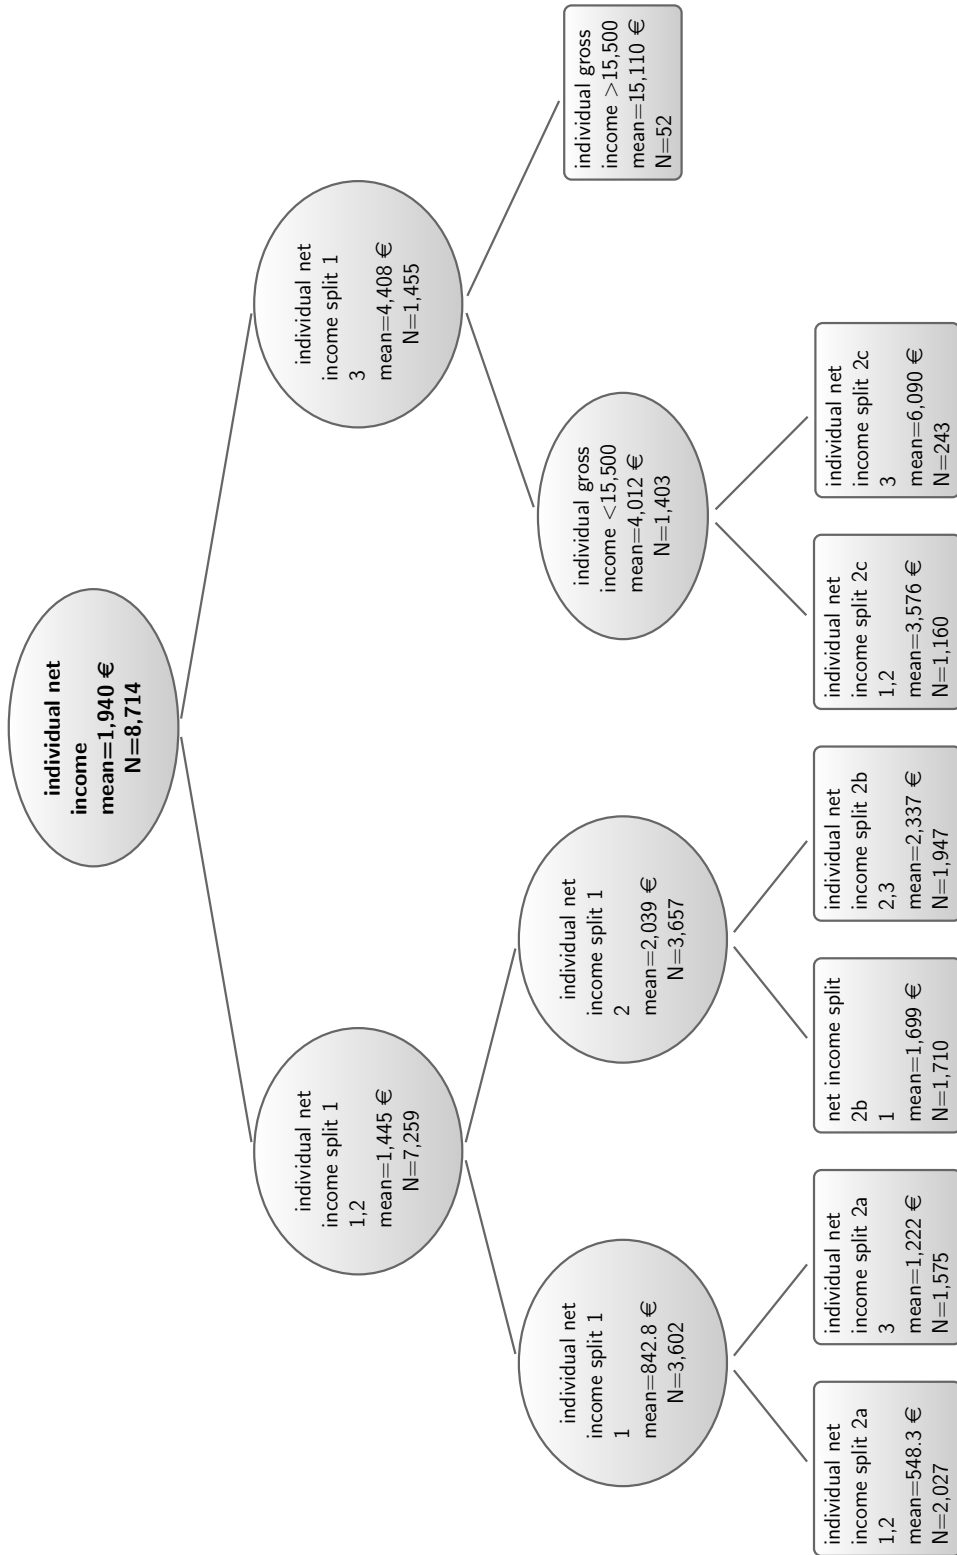 individual net
income
mean=1,940 €
N=8,714
individual net
income split 1
1,2
mean=1,445 €
N=7,259
individual net
income split 1
3
mean=4,408 €
N=1,455
individual net
income split 1
1
mean=842.8 €
N=3,602
individual net
income split 1
2
mean=2,039 €
N=3,657
individual gross
income <15,500
mean=4,012 €
N=1,403
individual gross
income >15,500
mean=15,110 €
N=52
individual net
income split 2a
1,2
mean=548.3 €
N=2,027
individual net
income split 2a
3
mean=1,222 €
N=1,575
net income split
2b
1
mean=1,699 €
N=1,710
individual net
income split 2b
2,3
mean=2,337 €
N=1,947
individual net
income split 2c
1,2
mean=3,576 €
N=1,160
individual net
income split 2c
3
mean=6,090 €
N=243